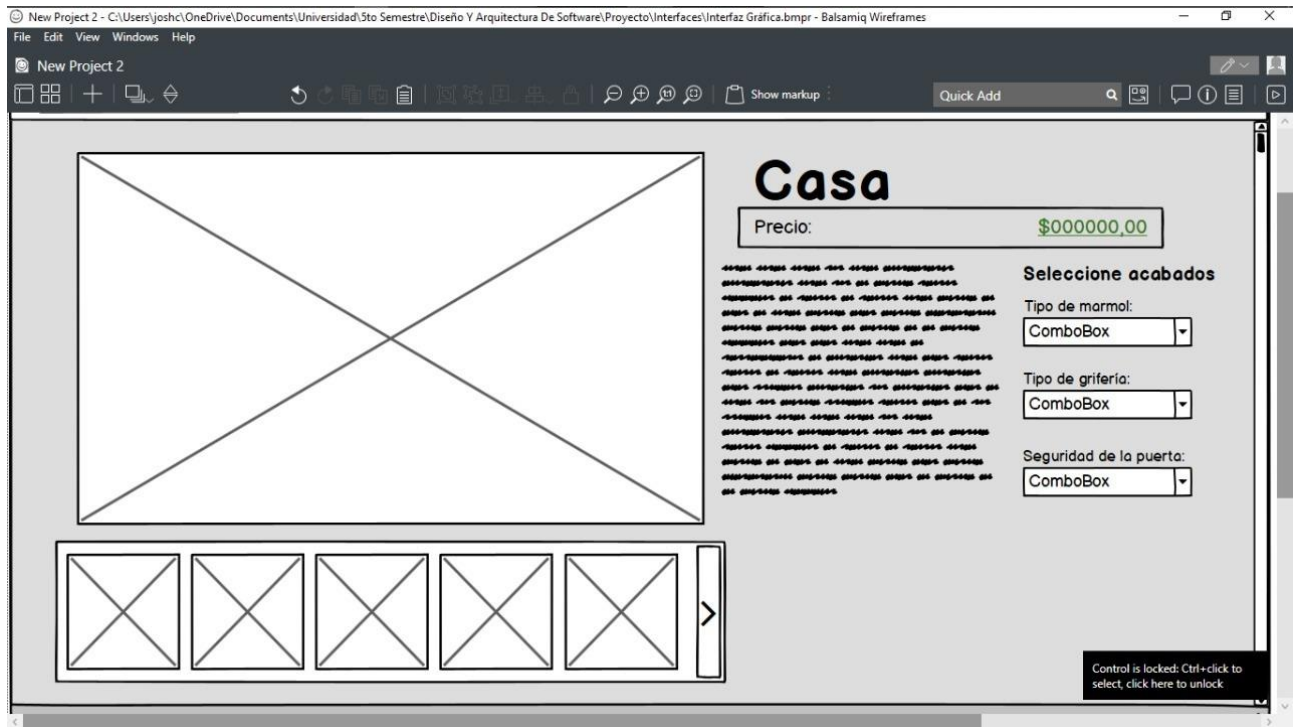 New Project 2 - C:\Users\joshc\OneDrive\Documents\Universidad\5to Semestre\Diseño Y Arquitectura De Software\Proyecto\Interfaces\Interfaz Gráfica.bmpr - Balsamiq Wireframes
File Edit View Windows Help
New Project 2
Show markup
Quick Add
Casa
Precio: $000000,00
Seleccione acabados
Tipo de marmol:
ComboBox
Tipo de grifería:
ComboBox
Seguridad de la puerta:
ComboBox
Control is locked: Ctrl+click to
select, click here to unlock